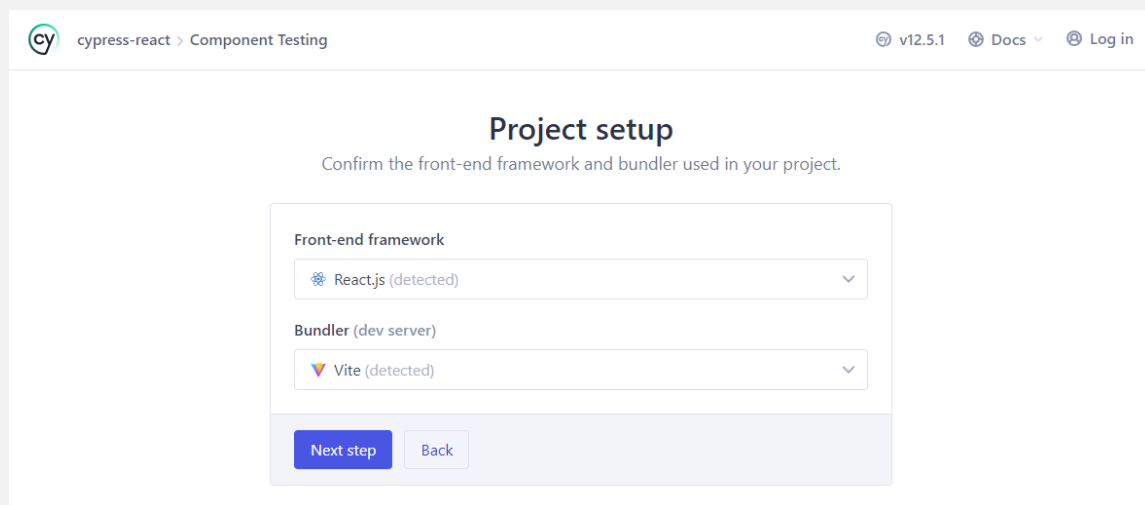 cy cypress-react > Component Testing cy v12.5.1 Docs Log in
Project setup
Confirm the front-end framework and bundler used in your project.
Front-end framework
React.js (detected)
Bundler (dev server)
Vite (detected)
Next step Back